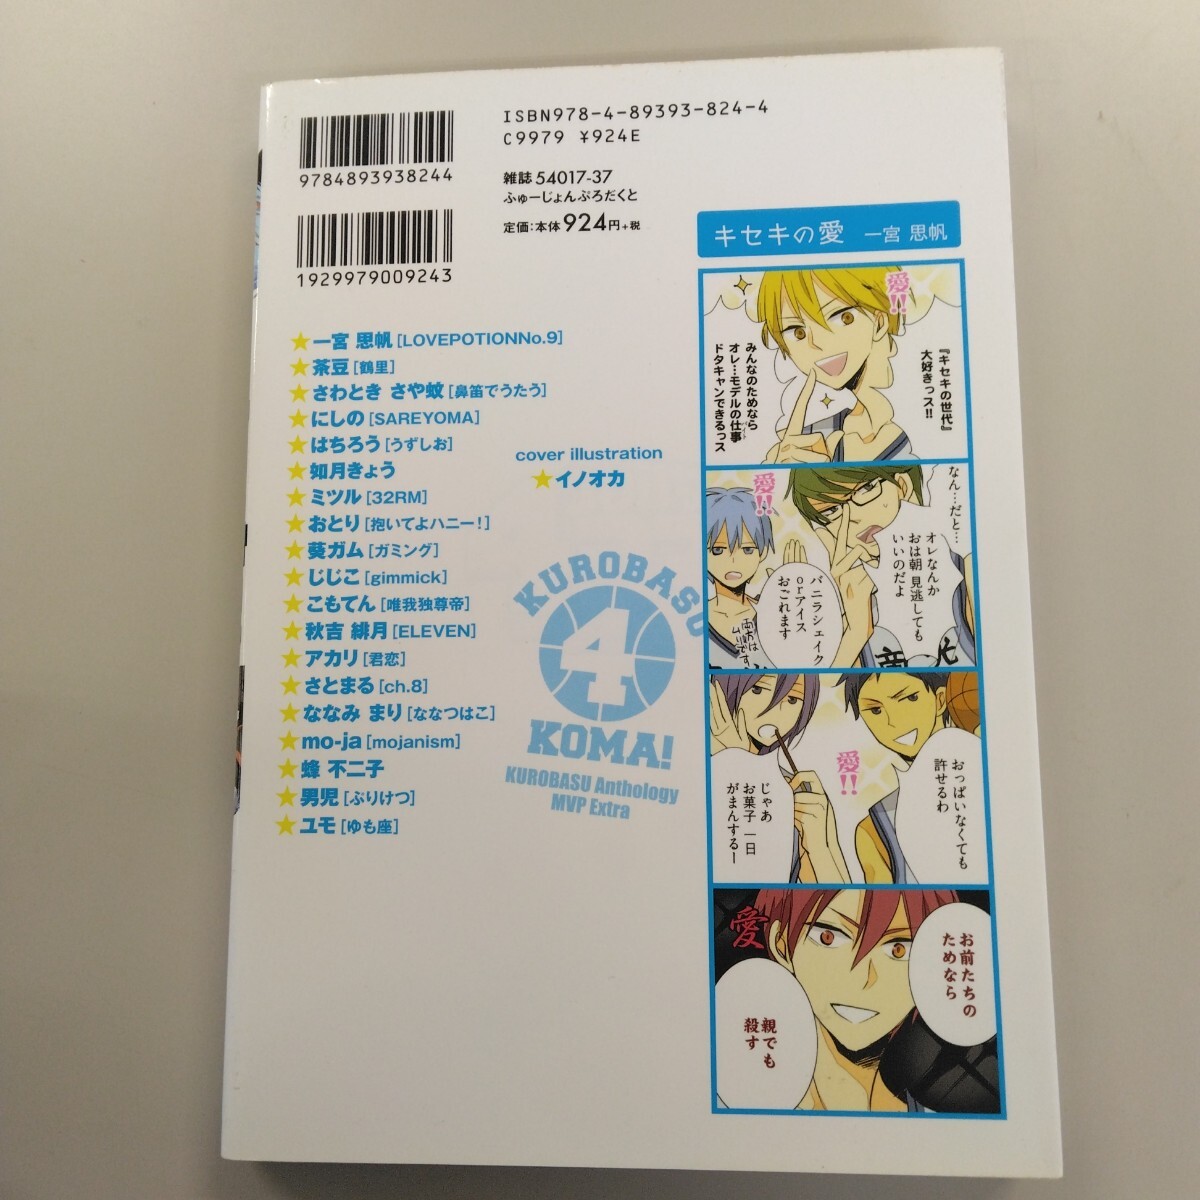 ISBN978-4-89393-824-4
C9979 ¥924E
9784893938244
雑誌 54017-37
ふゅーじょんぷろだくと
定価:本体924円+税
1929979009243
★一宮 思帆[LOVEPOTIONNo.9]
★茶豆[鶴里]
★さわとき さや蚊[鼻笛でうたう]
★にしの[SAREYOMA]
★はちろう[うずしお]
★如月きょう
★ミツル[32RM]
★おとり[抱いてよハニー!]
★葵ガム[ガミング]
★じじこ[gimmick]
★こもてん[唯我独尊帝]
★秋吉 緋月[ELEVEN]
★アカリ[君恋]
★さとまる[ch.8]
★ななみ まり[ななつはこ]
★mo-ja[mojanism]
★蜂 不二子
★男児[ぷりけつ]
★ユモ[ゆも座]
cover illustration
★イノオカ
KUROBASU
4
KOMA!
KUROBASU Anthology
MVP Extra
キセキの愛 一宮 思帆
『キセキの世代』
大好きっス!!
愛!!
みんなのためなら
オレ…モデルの仕事
バイト
ドタキャンできるっス
なん…だと…
オレなんか
おは朝 見逃しても
いいのだよ
愛!!
バニラシェイク
orアイス
おごれます
両方は
ムリです
おっぱいなくても
許せるわ
愛!!
じゃあ
お菓子 一日
がまんするー
お前たちの
ためなら
愛
親でも
殺す